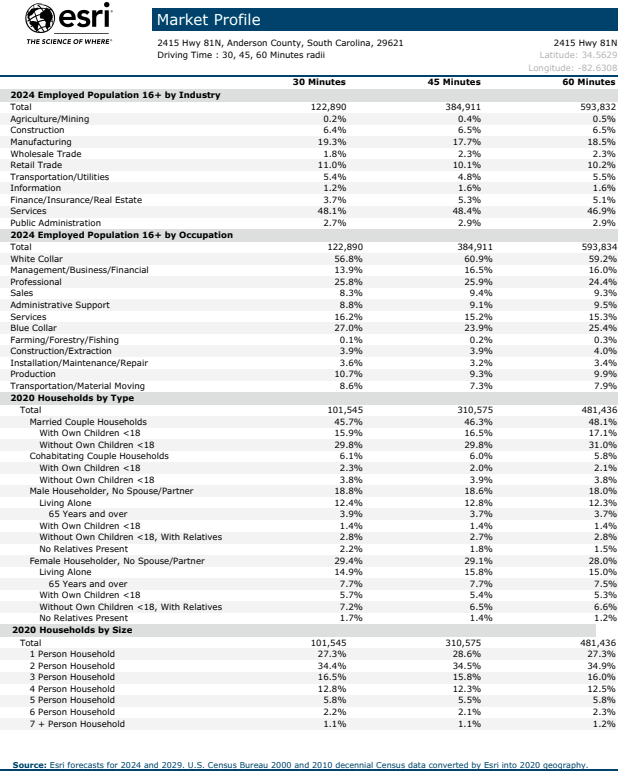 esri
THE SCIENCE OF WHERE®
Market Profile
2415 Hwy 81N, Anderson County, South Carolina, 29621 2415 Hwy 81N
Driving Time : 30, 45, 60 Minutes radii Latitude: 34.5629
Longitude: -82.6308
30 Minutes 45 Minutes 60 Minutes
2024 Employed Population 16+ by Industry
Total 122,890 384,911 593,832
Agriculture/Mining 0.2% 0.4% 0.5%
Construction 6.4% 6.5% 6.5%
Manufacturing 19.3% 17.7% 18.5%
Wholesale Trade 1.8% 2.3% 2.3%
Retail Trade 11.0% 10.1% 10.2%
Transportation/Utilities 5.4% 4.8% 5.5%
Information 1.2% 1.6% 1.6%
Finance/Insurance/Real Estate 3.7% 5.3% 5.1%
Services 48.1% 48.4% 46.9%
Public Administration 2.7% 2.9% 2.9%
2024 Employed Population 16+ by Occupation
Total 122,890 384,911 593,834
White Collar 56.8% 60.9% 59.2%
Management/Business/Financial 13.9% 16.5% 16.0%
Professional 25.8% 25.9% 24.4%
Sales 8.3% 9.4% 9.3%
Administrative Support 8.8% 9.1% 9.5%
Services 16.2% 15.2% 15.3%
Blue Collar 27.0% 23.9% 25.4%
Farming/Forestry/Fishing 0.1% 0.2% 0.3%
Construction/Extraction 3.9% 3.9% 4.0%
Installation/Maintenance/Repair 3.6% 3.2% 3.4%
Production 10.7% 9.3% 9.9%
Transportation/Material Moving 8.6% 7.3% 7.9%
2020 Households by Type
Total 101,545 310,575 481,436
Married Couple Households 45.7% 46.3% 48.1%
With Own Children <18 15.9% 16.5% 17.1%
Without Own Children <18 29.8% 29.8% 31.0%
Cohabitating Couple Households 6.1% 6.0% 5.8%
With Own Children <18 2.3% 2.0% 2.1%
Without Own Children <18 3.8% 3.9% 3.8%
Male Householder, No Spouse/Partner 18.8% 18.6% 18.0%
Living Alone 12.4% 12.8% 12.3%
65 Years and over 3.9% 3.7% 3.7%
With Own Children <18 1.4% 1.4% 1.4%
Without Own Children <18, With Relatives 2.8% 2.7% 2.8%
No Relatives Present 2.2% 1.8% 1.5%
Female Householder, No Spouse/Partner 29.4% 29.1% 28.0%
Living Alone 14.9% 15.8% 15.0%
65 Years and over 7.7% 7.7% 7.5%
With Own Children <18 5.7% 5.4% 5.3%
Without Own Children <18, With Relatives 7.2% 6.5% 6.6%
No Relatives Present 1.7% 1.4% 1.2%
2020 Households by Size
Total 101,545 310,575 481,436
1 Person Household 27.3% 28.6% 27.3%
2 Person Household 34.4% 34.5% 34.9%
3 Person Household 16.5% 15.8% 16.0%
4 Person Household 12.8% 12.3% 12.5%
5 Person Household 5.8% 5.5% 5.8%
6 Person Household 2.2% 2.1% 2.3%
7 + Person Household 1.1% 1.1% 1.2%
Source: Esri forecasts for 2024 and 2029. U.S. Census Bureau 2000 and 2010 decennial Census data converted by Esri into 2020 geography.